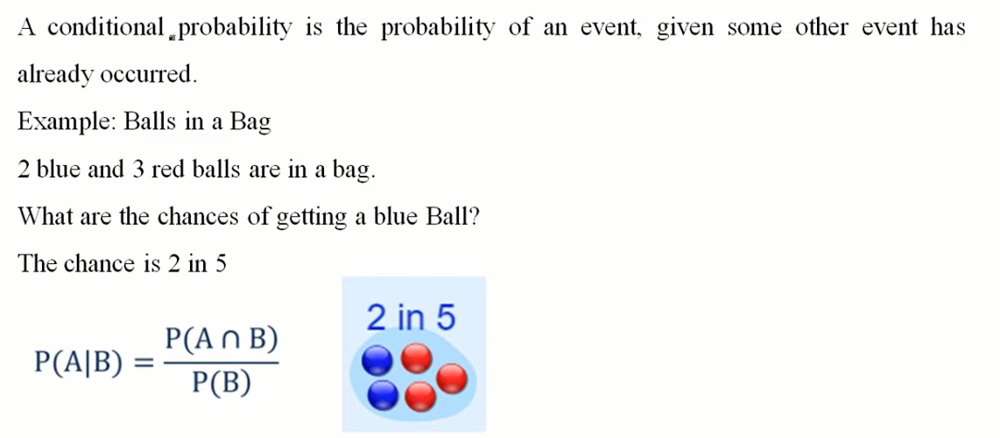 A conditional probability is the probability of an event, given some other event has
already occurred.
Example: Balls in a Bag
2 blue and 3 red balls are in a bag.
What are the chances of getting a blue Ball?
The chance is 2 in 5
2 in 5
P(A|B) = P(A ∩ B) / P(B)